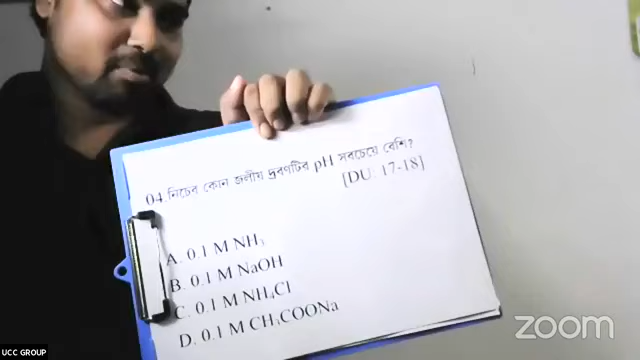 04.নিচের কোন জলীয় দ্রবণটির pH সবচেয়ে বেশি?
[DU: 17-18]
A. 0.1 M NH₃
B. 0.1 M NaOH
C. 0.1 M NH₄Cl
D. 0.1 M CH₃COONa
UCC GROUP
zoom